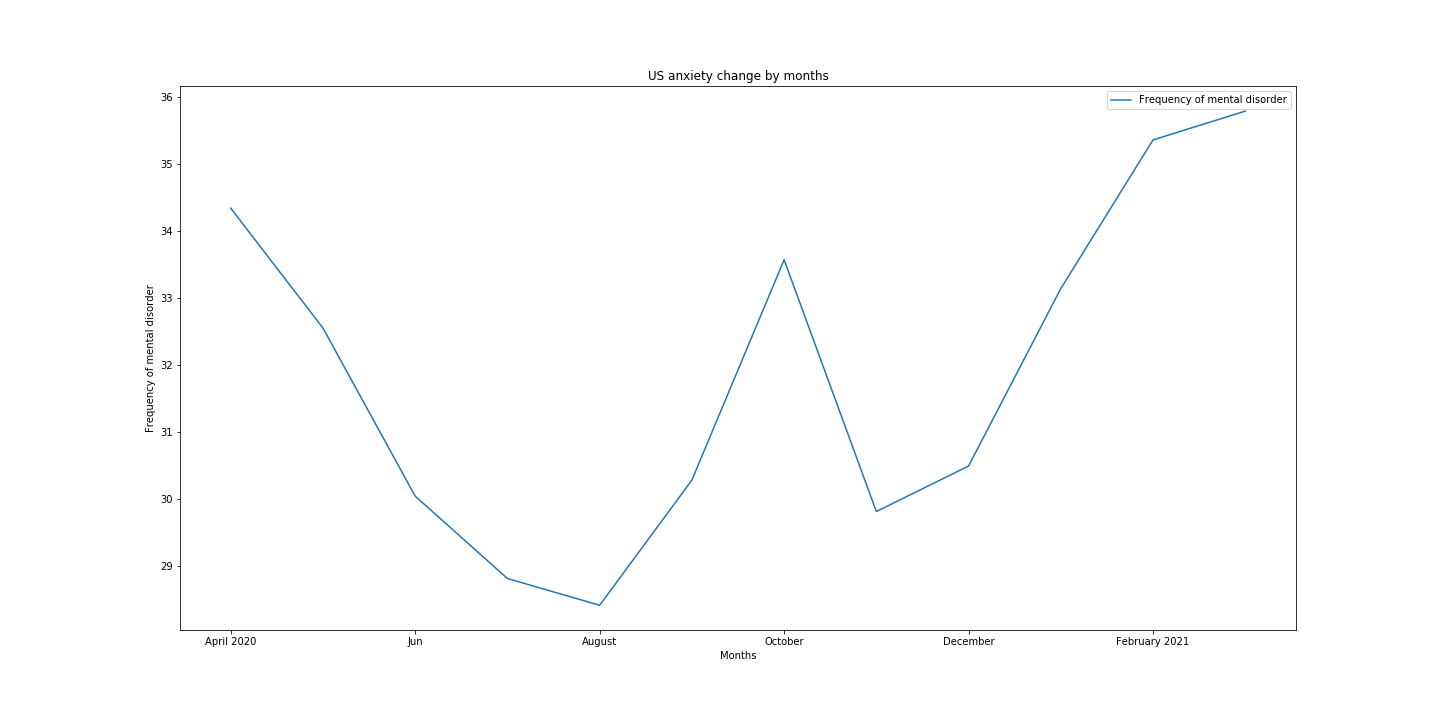 US anxiety change by months
Frequency of mental disorder
36
35
34
33
32
31
30
29
Frequency of mental disorder
April 2020
Jun
August
October
December
February 2021
Months